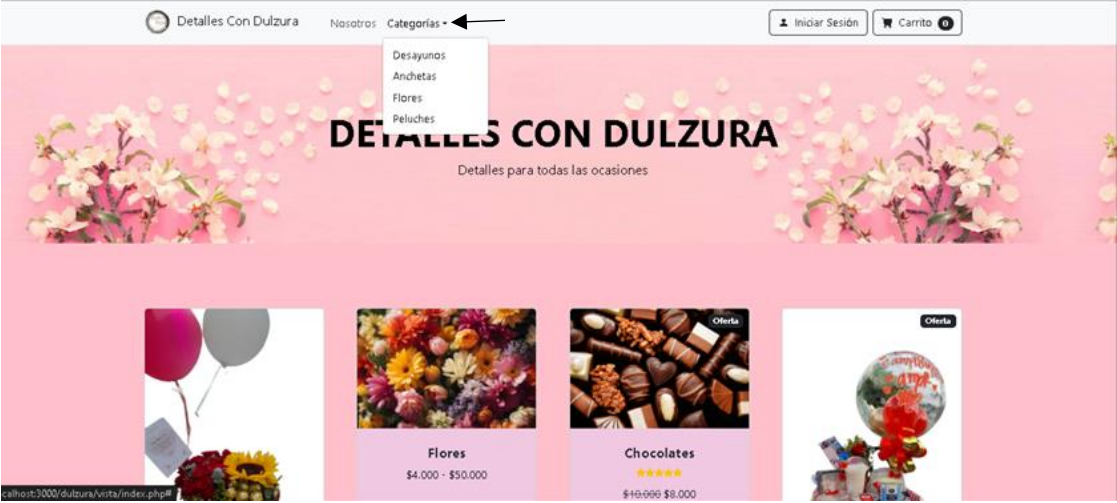 Detalles Con Dulzura
Nosotros
Categorías
Iniciar Sesión
Carrito 0
Desayunos
Anchetas
Flores
Peluches
DETALLES CON DULZURA
Detalles para todas las ocasiones
Oferta
Oferta
Flores
$4.000 - $50.000
Chocolates
$10.000 $8.000
calhost:3000/dulzura/vista/index.php#